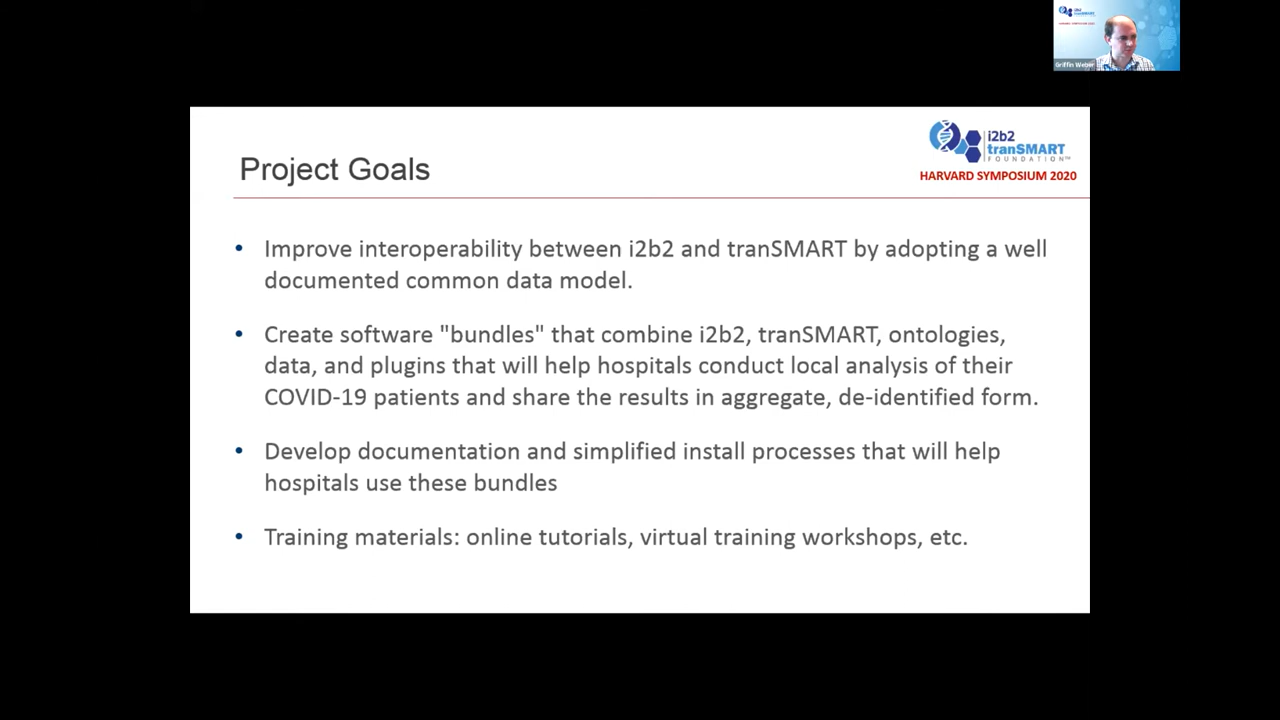 Griffin Weber
Project Goals
i2b2
tranSMART
FOUNDATION™
HARVARD SYMPOSIUM 2020
• Improve interoperability between i2b2 and tranSMART by adopting a well
documented common data model.
• Create software "bundles" that combine i2b2, tranSMART, ontologies,
data, and plugins that will help hospitals conduct local analysis of their
COVID-19 patients and share the results in aggregate, de-identified form.
• Develop documentation and simplified install processes that will help
hospitals use these bundles
• Training materials: online tutorials, virtual training workshops, etc.